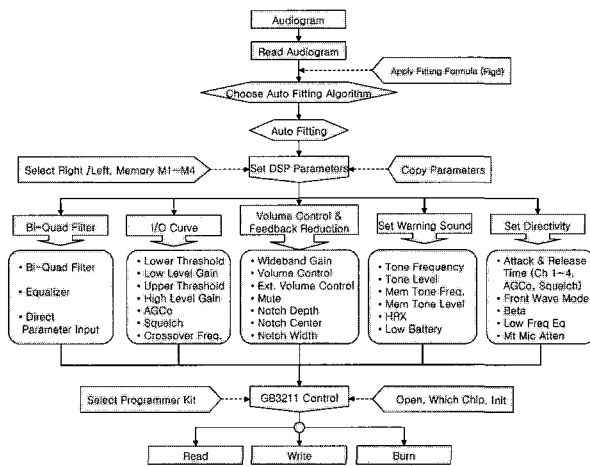 Audiogram
Read Audiogram
Apply Fitting Formula (Fig6)
Choose Auto Fitting Algorithm
Auto Fitting
Select Right /Left, Memory M1~M4
Set DSP Parameters
Copy Parameters
Bi-Quad Filter
I/O Curve
Volume Control &
Feedback Reduction
Set Warning Sound
Set Directivity
• Bi-Quad Filter
• Equalizer
• Direct
Parameter Input
• Lower Threshold
• Low Level Gain
• Upper Threshold
• High Level Gain
• AGCo
• Squelch
• Crossover Freq.
• Wideband Gain
• Volume Control
• Ext. Volume Control
• Mute
• Notch Depth
• Notch Center
• Notch Width
• Tone Frequency
• Tone Level
• Mem Tone Freq.
• Mem Tone Level
• HRX
• Low Battary
• Attack & Release
Time (Ch 1~4,
AGCo, Squelch)
• Front Wave Mode
• Beta
• Low Freq Eq
• Mt Mic Atten
Select Programmer Kit
GB3211 Control
Open, Which Chip, Init
Read
Write
Burn